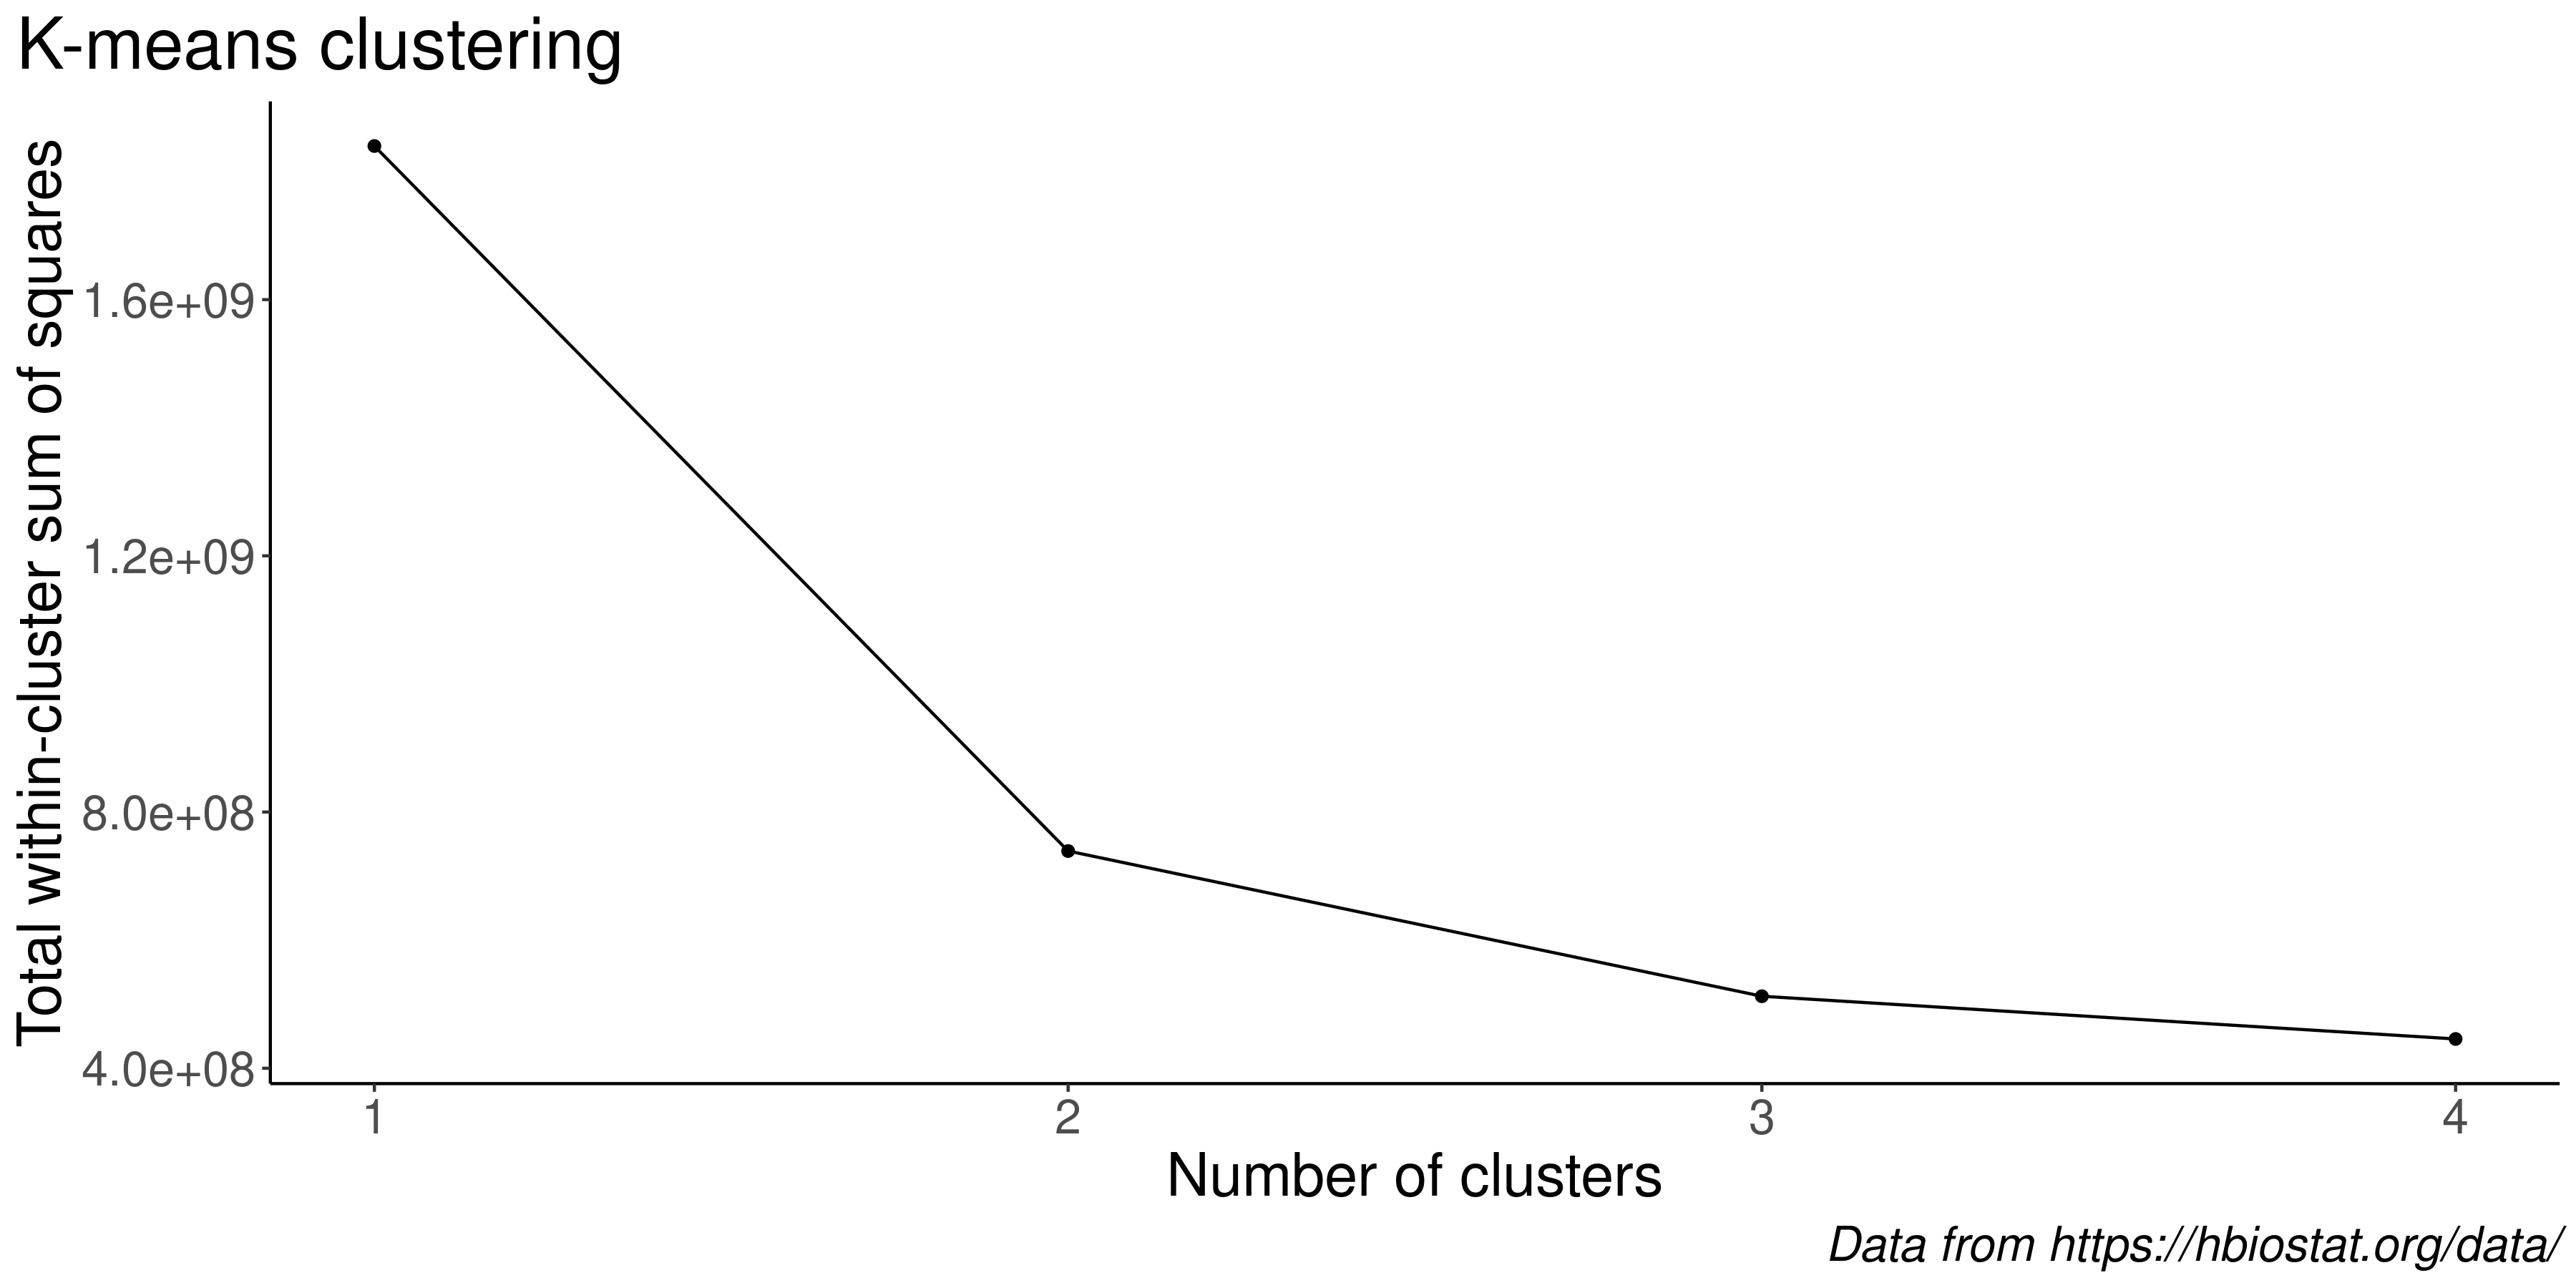 K-means clustering
Total within-cluster sum of squares
1.6e+09
1.2e+09
8.0e+08
4.0e+08
1 2 3 4
Number of clusters
Data from https://hbiostat.org/data/